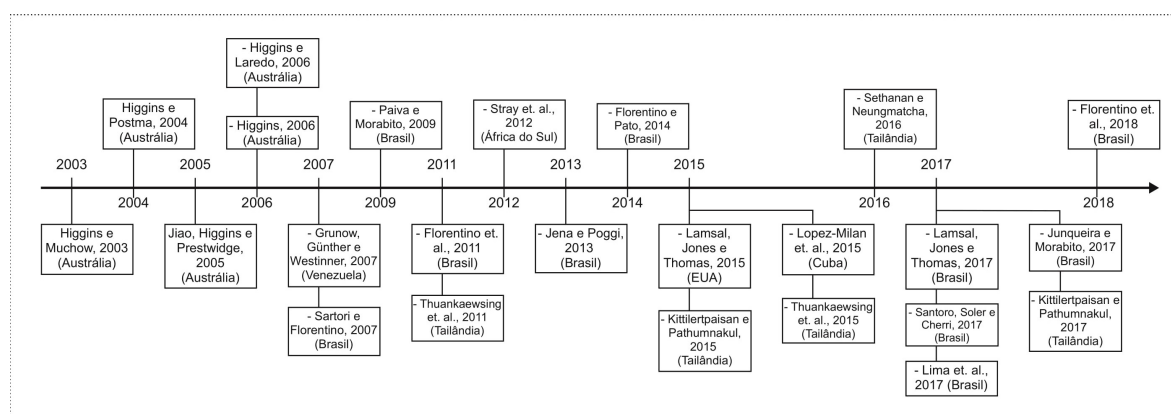 - Higgins e
Laredo, 2006
(Austrália)
Higgins e
Postma, 2004
(Austrália)
- Higgins, 2006
(Austrália)
- Paiva e
Morabito, 2009
(Brasil)
- Stray et. al.,
2012
(África do Sul)
- Florentino e
Pato, 2014
(Brasil)
- Sethanan e
Neungmatcha,
2016
(Tailândia)
Florentino et.
al., 2018
(Brasil)
2003
2005
2007
2011
2013
2015
2017
2004
2006
2009
2012
2014
2016
2018
Higgins e
Muchow, 2003
(Austrália)
Jiao, Higgins e
Prestwidge,
2005
(Austrália)
- Grunow,
Günther e
Westinner, 2007
(Venezuela)
- Sartori e
Florentino, 2007
(Brasil)
- Florentino et.
al., 2011
(Brasil)
- Thuankaewsing
et. al., 2011
(Tailândia)
- Jena e Poggi,
2013
(Brasil)
- Lamsal,
Jones e
Thomas, 2015
(EUA)
- Kittilertpaisan e
Pathumnakul,
2015
(Tailândia)
- Lopez-Milan
et. al., 2015
(Cuba)
- Thuankaewsing
et. al., 2015
(Tailândia)
- Lamsal,
Jones e
Thomas, 2017
(Brasil)
- Santoro, Soler e
Cherri, 2017
(Brasil)
- Lima et. al.,
2017 (Brasil)
- Junqueira e
Morabito, 2017
(Brasil)
- Kittilertpaisan e
Pathumnakul,
2017
(Tailândia)